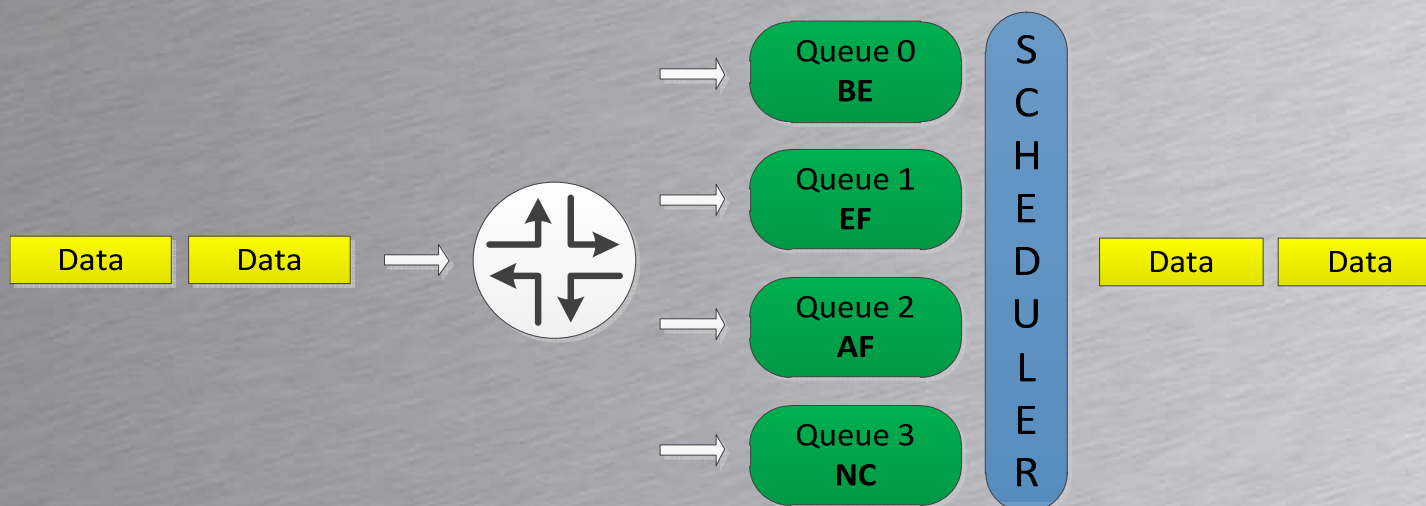 Data
Data
Queue 0
BE
Queue 1
EF
Queue 2
AF
Queue 3
NC
S
C
H
E
D
U
L
E
R
Data
Data